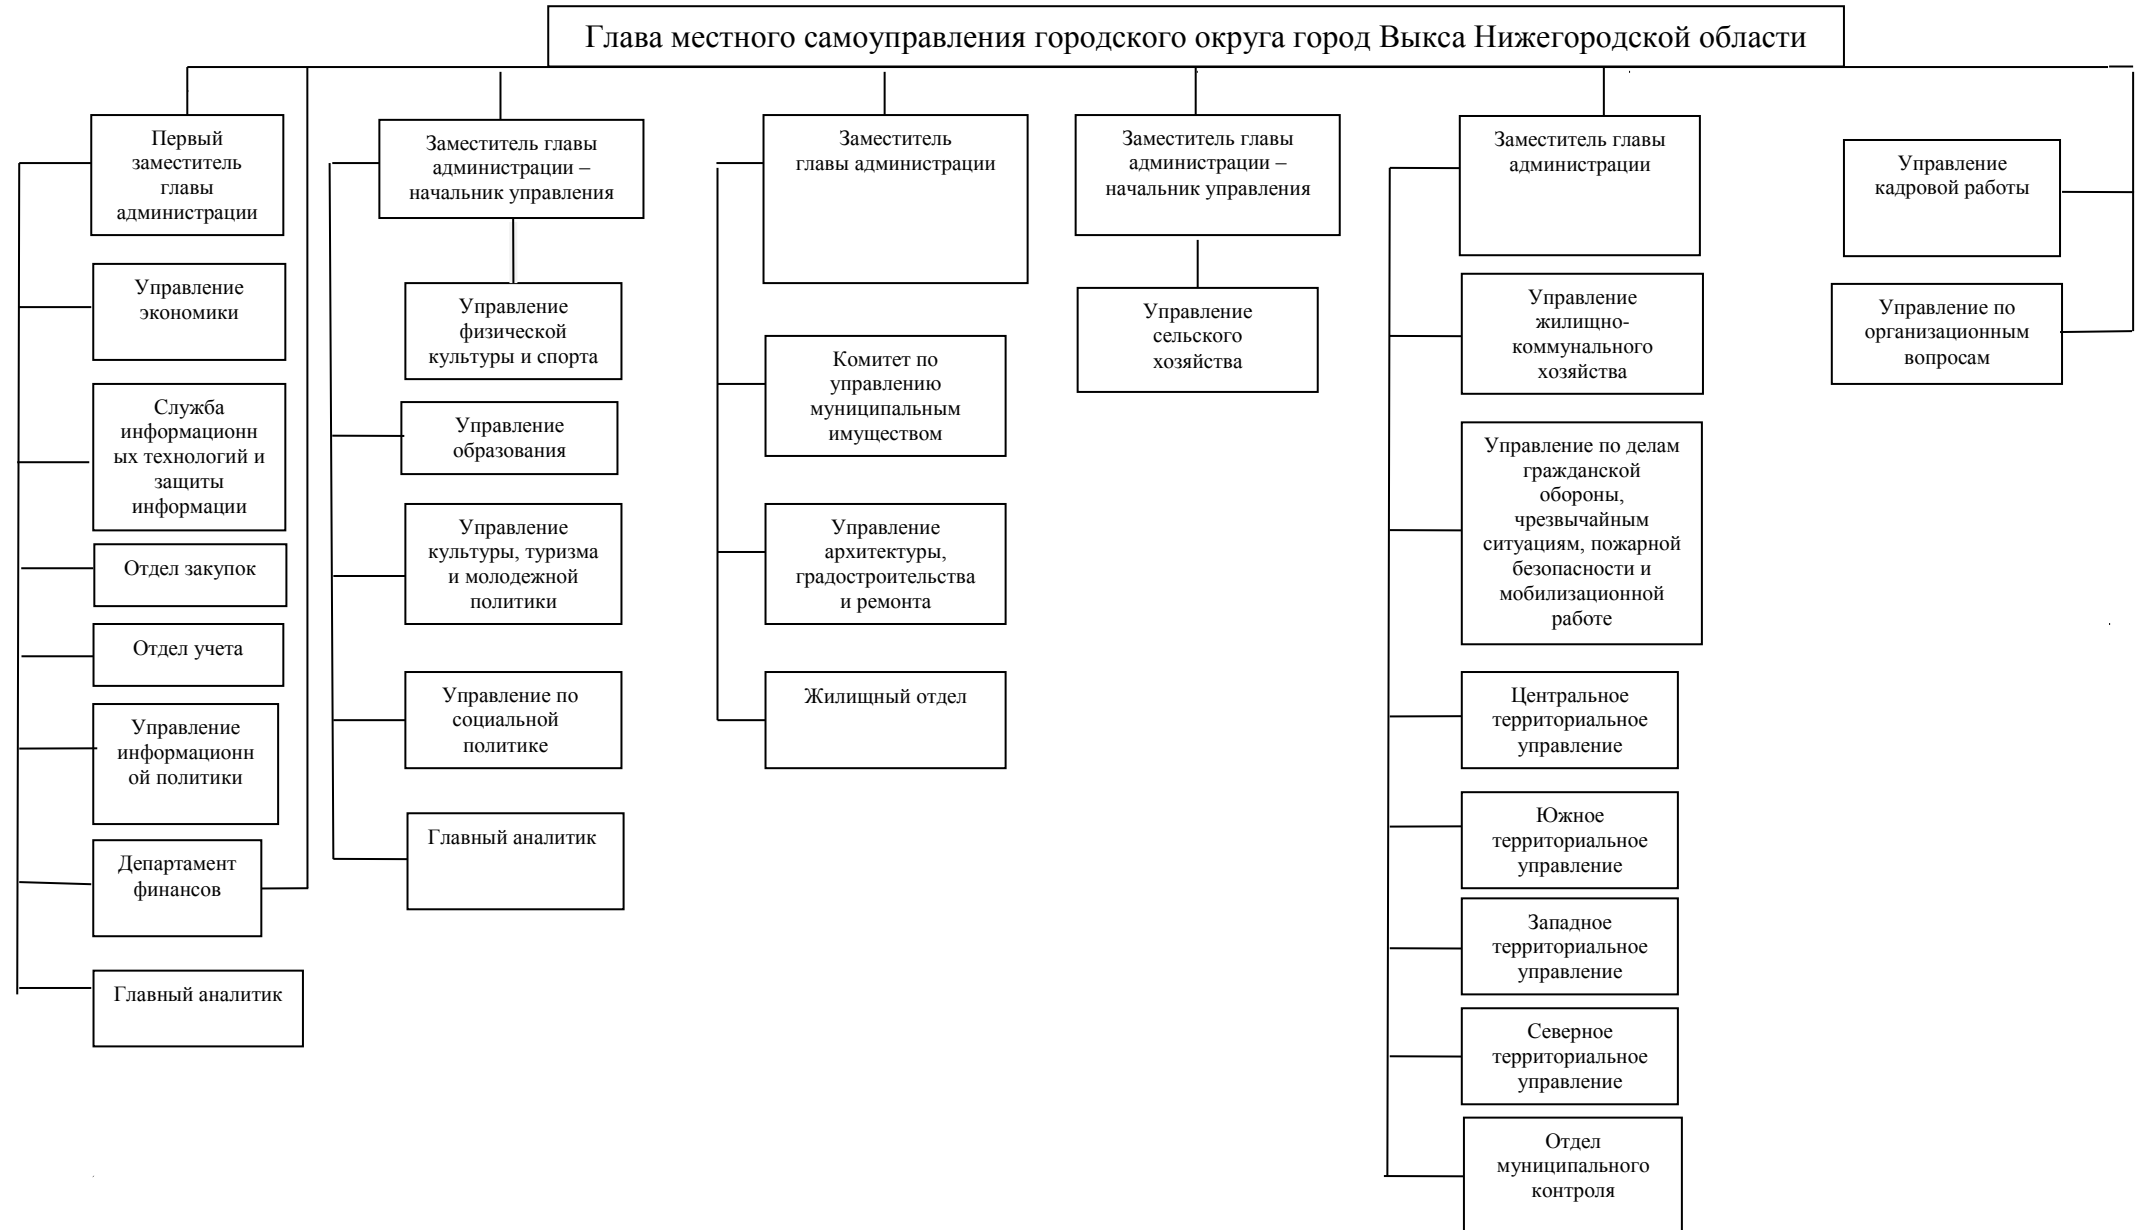 Глава местного самоуправления городского округа город Выкса Нижегородской области
Первый
заместитель
главы
администрации
Управление
экономики
Служба
информационн
ых технологий и
защиты
информации
Отдел закупок
Отдел учета
Управление
информационн
ой политики
Департамент
финансов
Главный аналитик
Заместитель главы
администрации –
начальник управления
Управление
физической
культуры и спорта
Управление
образования
Управление
культуры, туризма
и молодежной
политики
Управление по
социальной
политике
Главный аналитик
Заместитель
главы администрации
Комитет по
управлению
муниципальным
имуществом
Управление
архитектуры,
градостроительства
и ремонта
Жилищный отдел
Заместитель главы
администрации –
начальник управления
Управление
сельского
хозяйства
Заместитель главы
администрации
Управление
жилищно-
коммунального
хозяйства
Управление по делам
гражданской
обороны,
чрезвычайным
ситуациям, пожарной
безопасности и
мобилизационной
работе
Центральное
территориальное
управление
Южное
территориальное
управление
Западное
территориальное
управление
Северное
территориальное
управление
Отдел
муниципального
контроля
Управление
кадровой работы
Управление по
организационным
вопросам